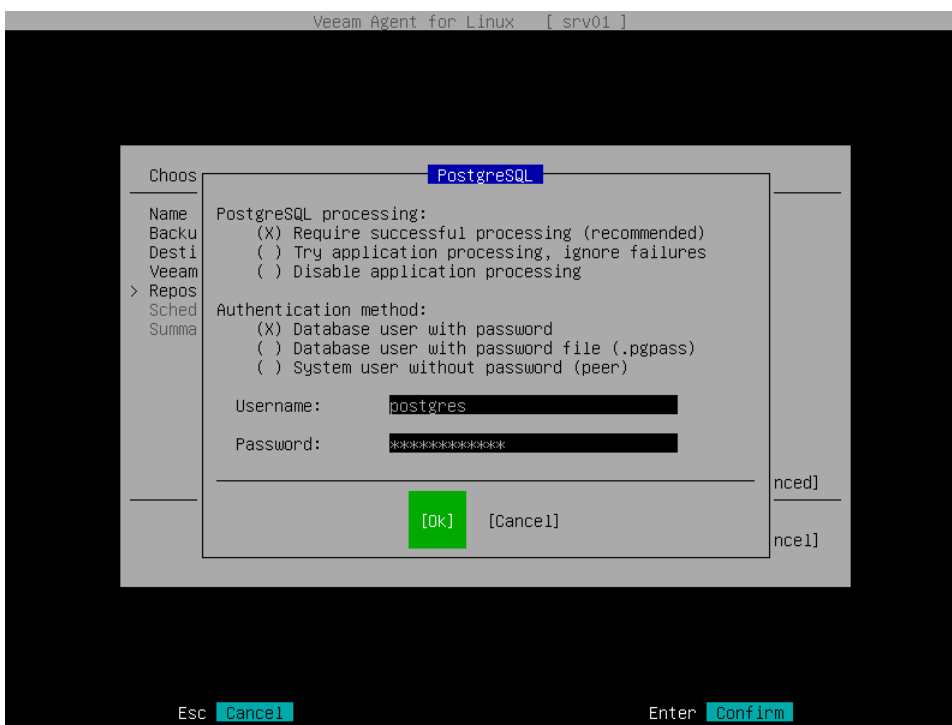 Veeam Agent for Linux [ srv01 ]
Choos
PostgreSQL
Name
Backu
Desti
Veeam
> Repos
Sched
Summa
PostgreSQL processing:
(X) Require successful processing (recommended)
( ) Try application processing, ignore failures
( ) Disable application processing
Authentication method:
(X) Database user with password
( ) Database user with password file (.pgpass)
( ) System user without password (peer)
Username: postgres
Password: ************
nced]
[Ok] [Cancel]
ncel]
Esc Cancel Enter Confirm